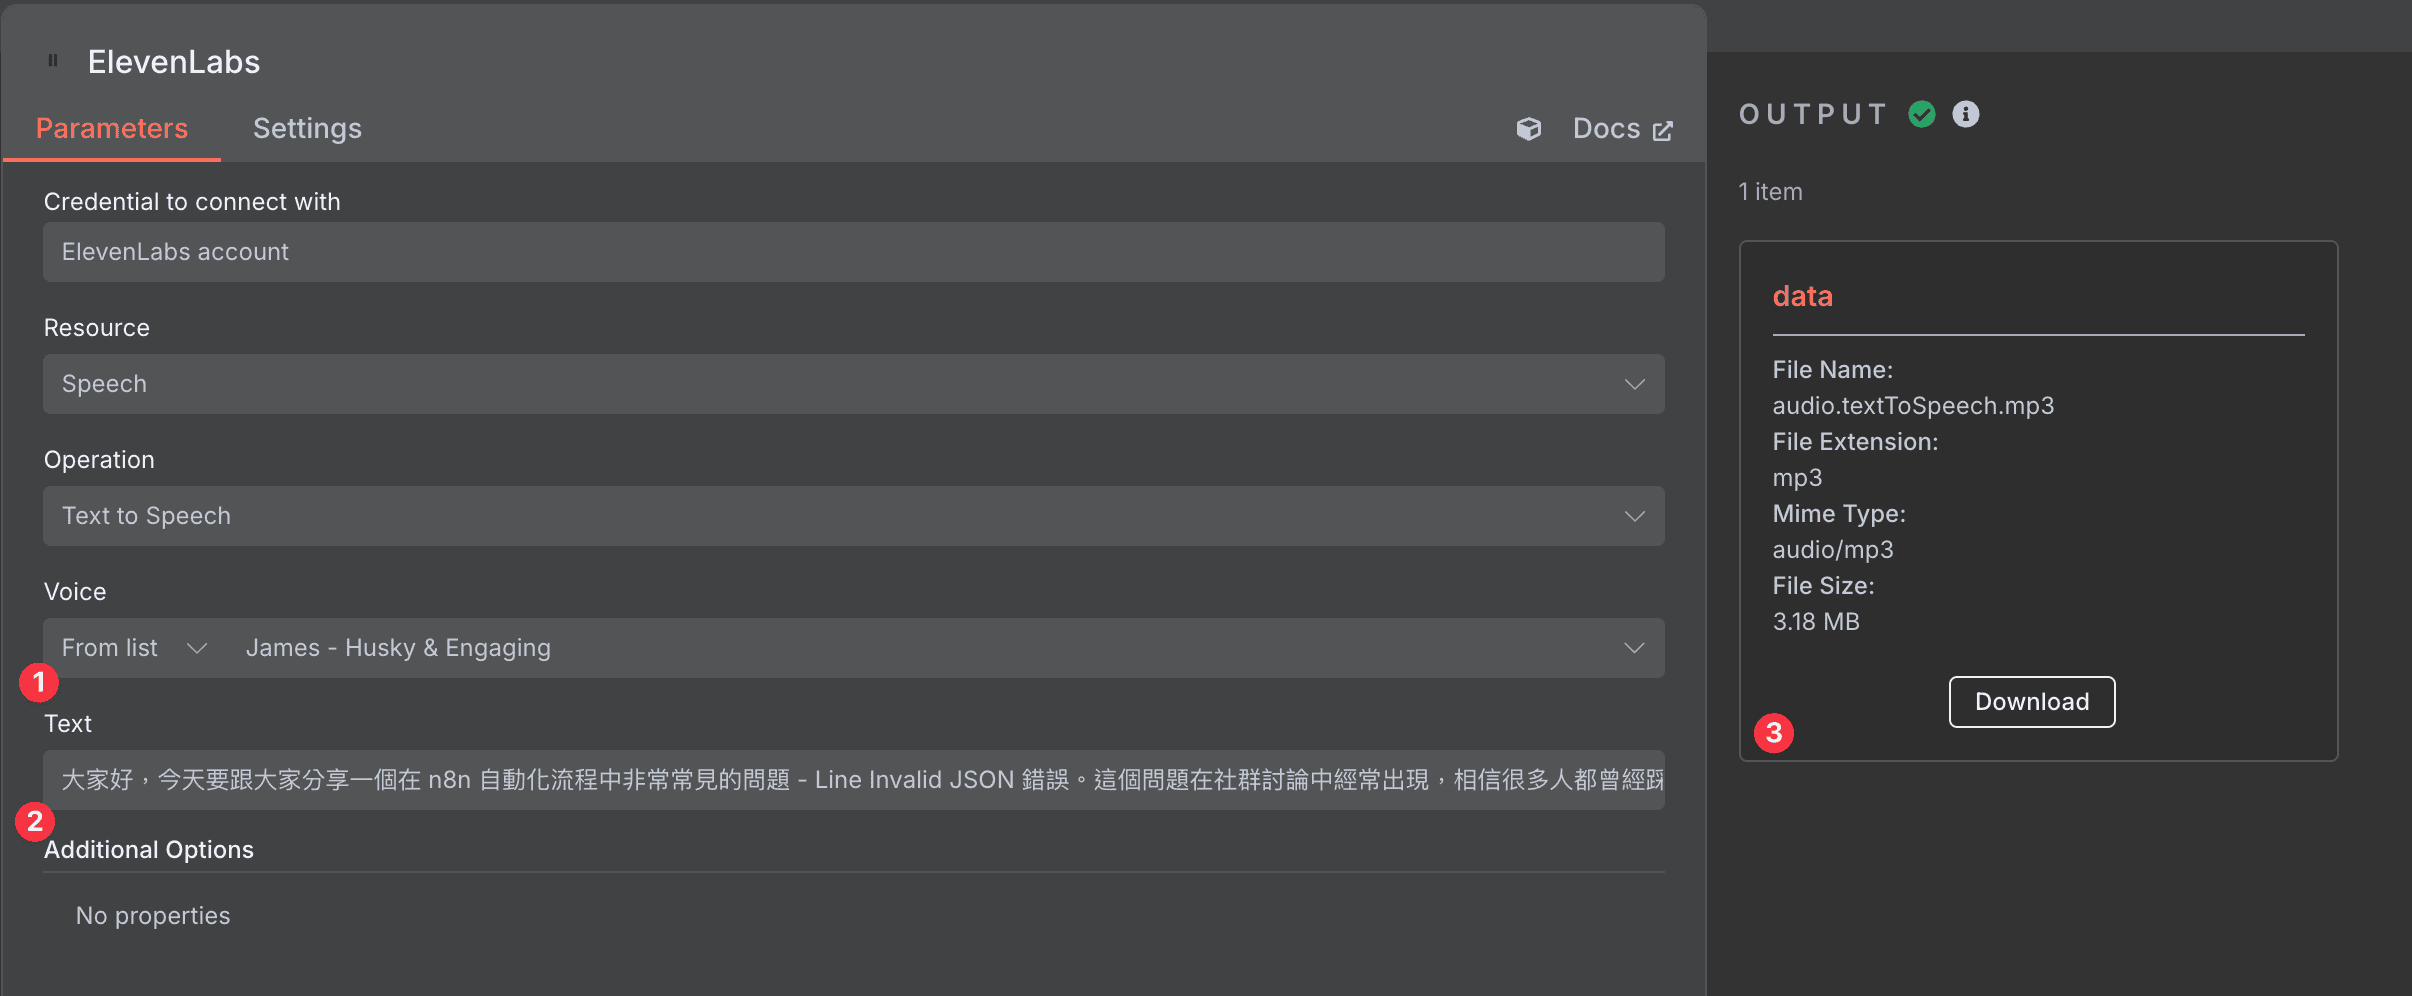 ElevenLabs
Parameters
Settings
Docs
Credential to connect with
ElevenLabs account
Resource
Speech
Operation
Text to Speech
Voice
From list
James - Husky & Engaging
1
Text
大家好，今天要跟大家分享一個在 n8n 自動化流程中非常常見的問題 - Line Invalid JSON 錯誤。這個問題在社群討論中經常出現，相信很多人都曾經踩
2
Additional Options
No properties
OUTPUT
1 item
data
File Name:
audio.textToSpeech.mp3
File Extension:
mp3
Mime Type:
audio/mp3
File Size:
3.18 MB
Download
3